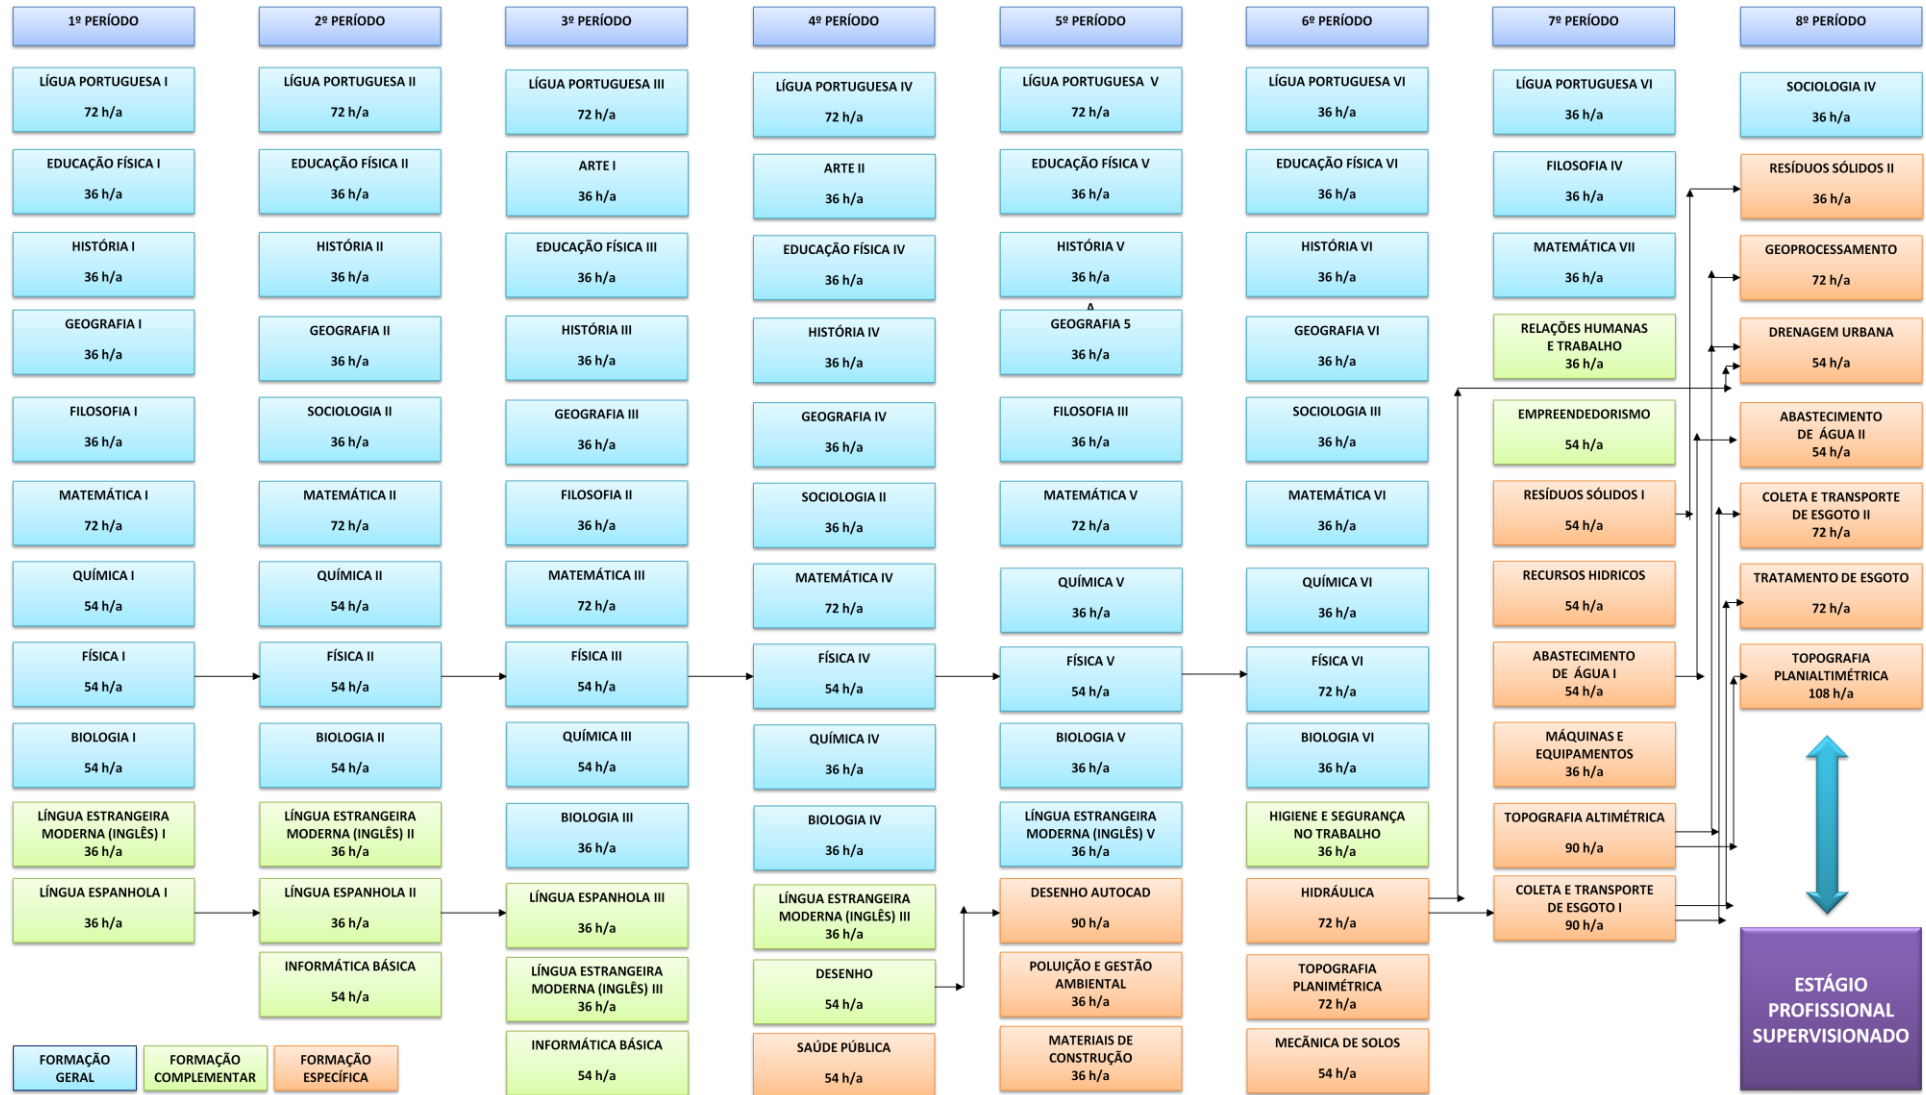 1º PERÍODO
LÍGUA PORTUGUESA I
72 h/a
EDUCAÇÃO FÍSICA I
36 h/a
HISTÓRIA I
36 h/a
GEOGRAFIA I
36 h/a
FILOSOFIA I
36 h/a
MATEMÁTICA I
72 h/a
QUÍMICA I
54 h/a
FÍSICA I
54 h/a
BIOLOGIA I
54 h/a
LÍNGUA ESTRANGEIRA
MODERNA (INGLÊS) I
36 h/a
LÍNGUA ESPANHOLA I
36 h/a
2º PERÍODO
LÍGUA PORTUGUESA II
72 h/a
EDUCAÇÃO FÍSICA II
36 h/a
HISTÓRIA II
36 h/a
GEOGRAFIA II
36 h/a
SOCIOLOGIA II
36 h/a
MATEMÁTICA II
72 h/a
QUÍMICA II
54 h/a
FÍSICA II
54 h/a
BIOLOGIA II
54 h/a
LÍNGUA ESTRANGEIRA
MODERNA (INGLÊS) II
36 h/a
LÍNGUA ESPANHOLA II
36 h/a
INFORMÁTICA BÁSICA
54 h/a
3º PERÍODO
LÍGUA PORTUGUESA III
72 h/a
ARTE I
36 h/a
EDUCAÇÃO FÍSICA III
36 h/a
HISTÓRIA III
36 h/a
GEOGRAFIA III
36 h/a
FILOSOFIA II
36 h/a
MATEMÁTICA III
72 h/a
FÍSICA III
54 h/a
QUÍMICA III
54 h/a
BIOLOGIA III
36 h/a
LÍNGUA ESPANHOLA III
36 h/a
LÍNGUA ESTRANGEIRA
MODERNA (INGLÊS) III
36 h/a
INFORMÁTICA BÁSICA
54 h/a
4º PERÍODO
LÍGUA PORTUGUESA IV
72 h/a
ARTE II
36 h/a
EDUCAÇÃO FÍSICA IV
36 h/a
HISTÓRIA IV
36 h/a
GEOGRAFIA IV
36 h/a
SOCIOLOGIA II
36 h/a
MATEMÁTICA IV
72 h/a
FÍSICA IV
54 h/a
QUÍMICA IV
36 h/a
BIOLOGIA IV
36 h/a
LÍNGUA ESTRANGEIRA
MODERNA (INGLÊS) III
36 h/a
DESENHO
54 h/a
SAÚDE PÚBLICA
54 h/a
5º PERÍODO
LÍGUA PORTUGUESA V
72 h/a
EDUCAÇÃO FÍSICA V
36 h/a
HISTÓRIA V
36 h/a
A
GEOGRAFIA 5
36 h/a
FILOSOFIA III
36 h/a
MATEMÁTICA V
72 h/a
QUÍMICA V
36 h/a
FÍSICA V
54 h/a
BIOLOGIA V
36 h/a
LÍNGUA ESTRANGEIRA
MODERNA (INGLÊS) V
36 h/a
DESENHO AUTOCAD
90 h/a
POLUIÇÃO E GESTÃO
AMBIENTAL
36 h/a
MATERIAIS DE
CONSTRUÇÃO
36 h/a
6º PERÍODO
LÍGUA PORTUGUESA VI
36 h/a
EDUCAÇÃO FÍSICA VI
36 h/a
HISTÓRIA VI
36 h/a
GEOGRAFIA VI
36 h/a
SOCIOLOGIA III
36 h/a
MATEMÁTICA VI
36 h/a
QUÍMICA VI
36 h/a
FÍSICA VI
72 h/a
BIOLOGIA VI
36 h/a
HIGIENE E SEGURANÇA
NO TRABALHO
36 h/a
HIDRÁULICA
72 h/a
TOPOGRAFIA
PLANIMÉTRICA
72 h/a
MECÃNICA DE SOLOS
54 h/a
7º PERÍODO
LÍGUA PORTUGUESA VI
36 h/a
FILOSOFIA IV
36 h/a
MATEMÁTICA VII
36 h/a
RELAÇÕES HUMANAS
E TRABALHO
36 h/a
EMPREENDEDORISMO
54 h/a
RESÍDUOS SÓLIDOS I
54 h/a
RECURSOS HIDRICOS
54 h/a
ABASTECIMENTO
DE ÁGUA I
54 h/a
MÁQUINAS E
EQUIPAMENTOS
36 h/a
TOPOGRAFIA ALTIMÉTRICA
90 h/a
COLETA E TRANSPORTE
DE ESGOTO I
90 h/a
8º PERÍODO
SOCIOLOGIA IV
36 h/a
RESÍDUOS SÓLIDOS II
36 h/a
GEOPROCESSAMENTO
72 h/a
DRENAGEM URBANA
54 h/a
ABASTECIMENTO
DE ÁGUA II
54 h/a
COLETA E TRANSPORTE
DE ESGOTO II
72 h/a
TRATAMENTO DE ESGOTO
72 h/a
TOPOGRAFIA
PLANIALTIMÉTRICA
108 h/a
ESTÁGIO
PROFISSIONAL
SUPERVISIONADO
FORMAÇÃO
GERAL
FORMAÇÃO
COMPLEMENTAR
FORMAÇÃO
ESPECÍFICA